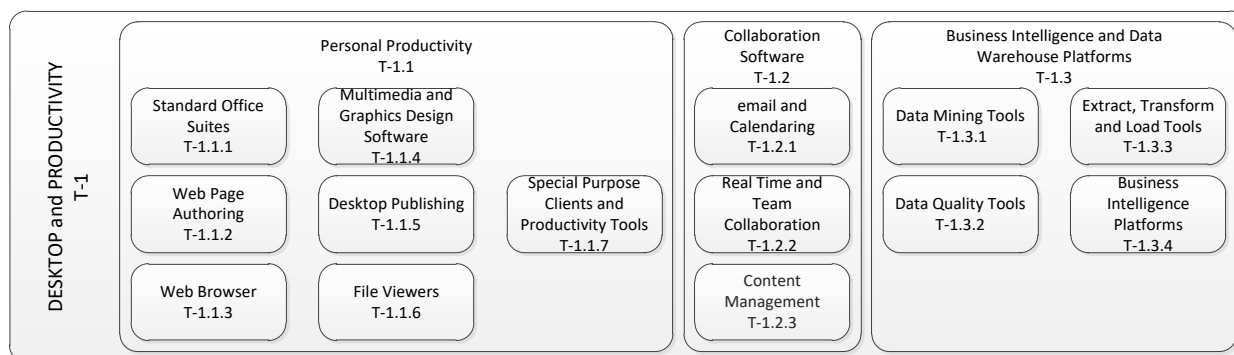 DESKTOP and PRODUCTIVITY
T-1
Personal Productivity
T-1.1
Standard Office
Suites
T-1.1.1
Web Page
Authoring
T-1.1.2
Web Browser
T-1.1.3
Multimedia and
Graphics Design
Software
T-1.1.4
Desktop Publishing
T-1.1.5
File Viewers
T-1.1.6
Special Purpose
Clients and
Productivity Tools
T-1.1.7
Collaboration
Software
T-1.2
email and
Calendaring
T-1.2.1
Real Time and
Team
Collaboration
T-1.2.2
Content
Management
T-1.2.3
Business Intelligence and Data
Warehouse Platforms
T-1.3
Data Mining Tools
T-1.3.1
Data Quality Tools
T-1.3.2
Extract, Transform
and Load Tools
T-1.3.3
Business
Intelligence
Platforms
T-1.3.4